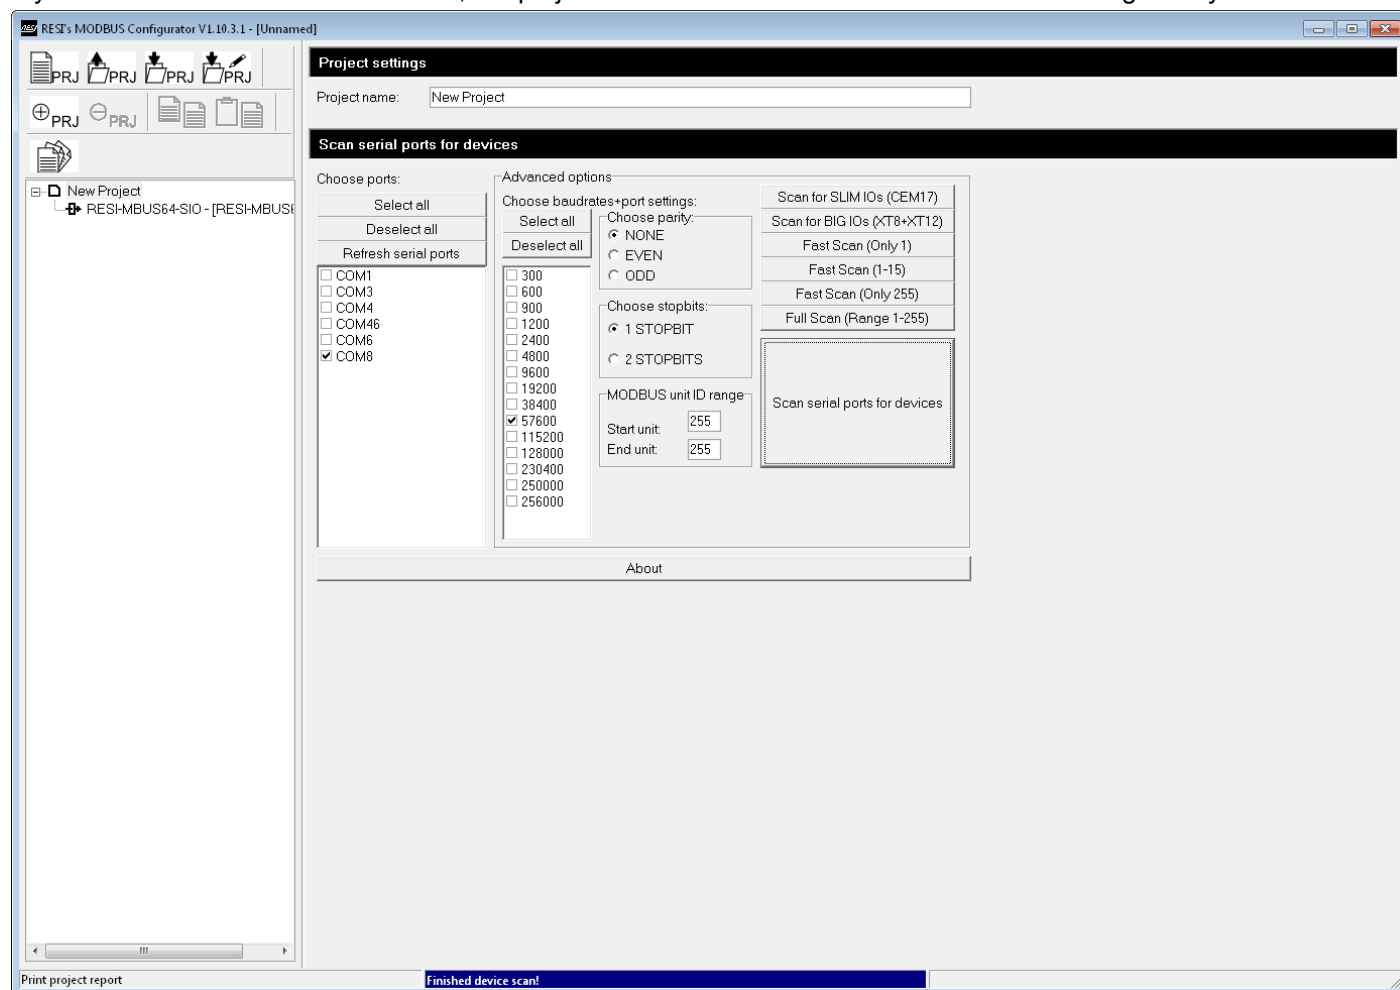 RESI's MODBUS Configurator V1.10.3.1 - [Unnamed]
PRJ PRJ PRJ PRJ
PRJ PRJ
New Project
RESI-MBUS64-SIO - [RESI-MBUS6
Project settings
Project name: New Project
Scan serial ports for devices
Choose ports:
Select all
Deselect all
Refresh serial ports
COM1
COM3
COM4
COM46
COM6
COM8
Advanced options
Choose baudrates+port settings:
Select all
Deselect all
300
600
900
1200
2400
4800
9600
19200
38400
57600
115200
128000
230400
250000
256000
Choose parity:
NONE
EVEN
ODD
Choose stopbits:
1 STOPBIT
2 STOPBITS
MODBUS unit ID range
Start unit: 255
End unit: 255
Scan for SLIM IOs (CEM17)
Scan for BIG IOs (XT8+XT12)
Fast Scan (Only 1)
Fast Scan (1-15)
Fast Scan (Only 255)
Full Scan (Range 1-255)
Scan serial ports for devices
About
Print project report
Finished device scan!